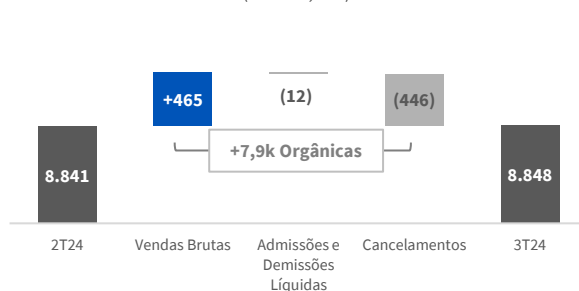 +465
(12)
(446)
+7,9k Orgânicas
8.841
8.848
2T24
Vendas Brutas
Admissões e
Demissões
Líquidas
Cancelamentos
3T24